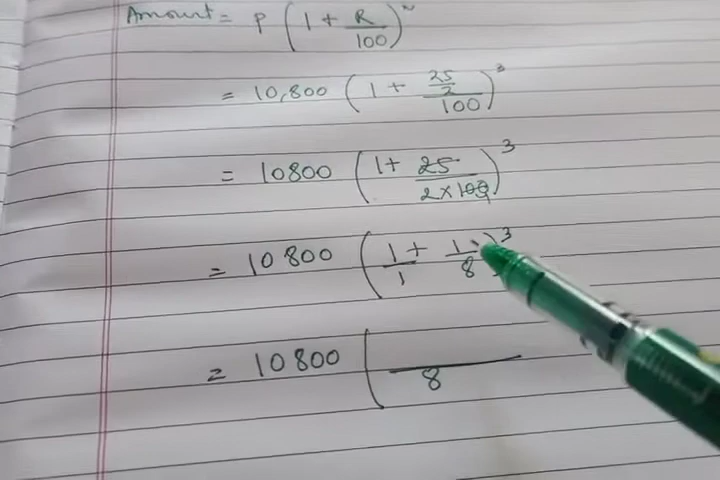 Amount = P (1 + R/100)ⁿ
= 10,800 (1 + 25/2/100)³
= 10800 (1 + 25/2×100)³
= 10800 (1/1 + 1/8)³
= 10800 ( /8